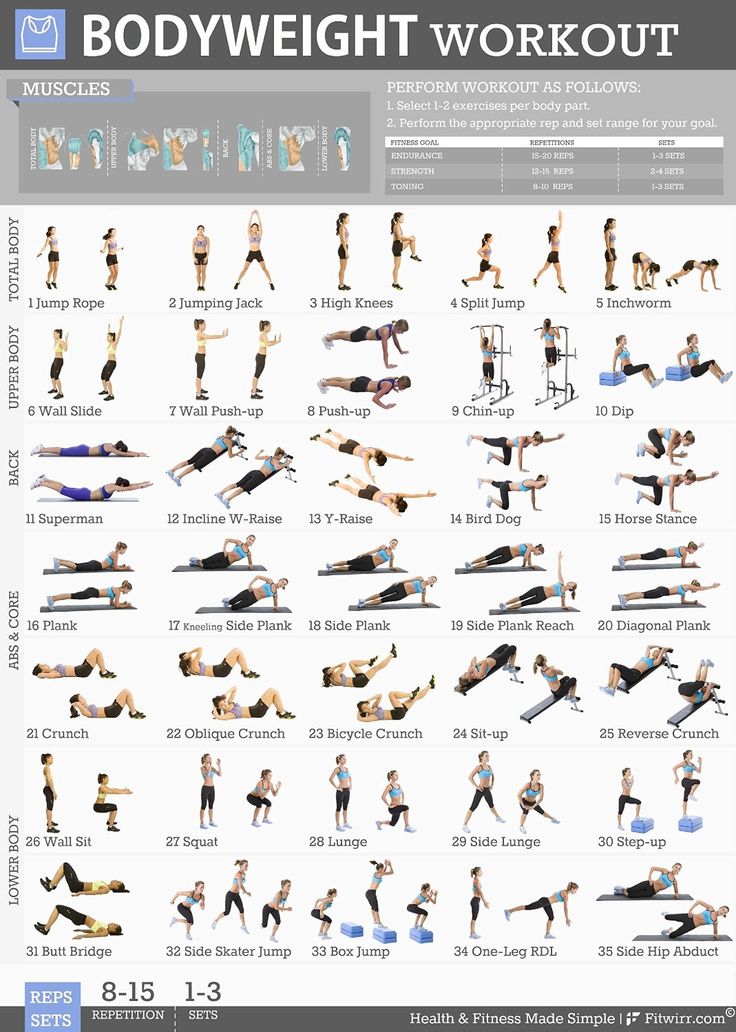 BODYWEIGHT WORKOUT
MUSCLES
TOTAL BODY
UPPER BODY
BACK
ABS & CORE
LOWER BODY
PERFORM WORKOUT AS FOLLOWS:
1. Select 1-2 exercises per body part.
2. Perform the appropriate rep and set range for your goal.
FITNESS GOAL REPETITIONS SETS
ENDURANCE 15-20 REPS 1-3 SETS
STRENGTH 12-15 REPS 2-4 SETS
TONING 8-10 REPS 1-3 SETS
TOTAL BODY
1 Jump Rope
2 Jumping Jack
3 High Knees
4 Split Jump
5 Inchworm
UPPER BODY
6 Wall Slide
7 Wall Push-up
8 Push-up
9 Chin-up
10 Dip
BACK
11 Superman
12 Incline W-Raise
13 Y-Raise
14 Bird Dog
15 Horse Stance
ABS & CORE
16 Plank
17 Kneeling Side Plank
18 Side Plank
19 Side Plank Reach
20 Diagonal Plank
21 Crunch
22 Oblique Crunch
23 Bicycle Crunch
24 Sit-up
25 Reverse Crunch
LOWER BODY
26 Wall Sit
27 Squat
28 Lunge
29 Side Lunge
30 Step-up
31 Butt Bridge
32 Side Skater Jump
33 Box Jump
34 One-Leg RDL
35 Side Hip Abduct
REPS
SETS
8-15
REPETITION
1-3
SETS
Health & Fitness Made Simple | Fitwirr.com©